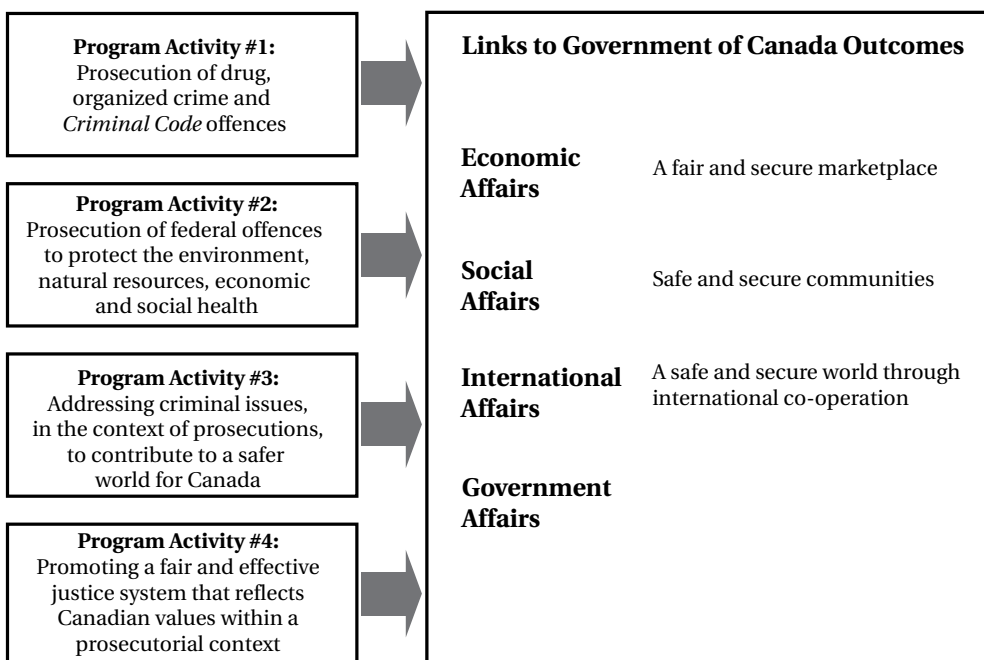 Program Activity #1:
Prosecution of drug,
organized crime and
Criminal Code offences
Program Activity #2:
Prosecution of federal offences
to protect the environment,
natural resources, economic
and social health
Program Activity #3:
Addressing criminal issues,
in the context of prosecutions,
to contribute to a safer
world for Canada
Program Activity #4:
Promoting a fair and effective
justice system that reflects
Canadian values within a
prosecutorial context
Links to Government of Canada Outcomes
Economic
Affairs
A fair and secure marketplace
Social
Affairs
Safe and secure communities
International
Affairs
A safe and secure world through
international co-operation
Government
Affairs